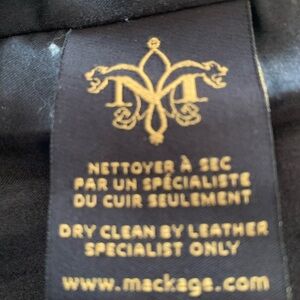 NETTOYER À SEC
PAR UN SPÉCIALISTE
DU CUIR SEULEMENT
DRY CLEAN BY LEATHER
SPECIALIST ONLY
www.mackage.com